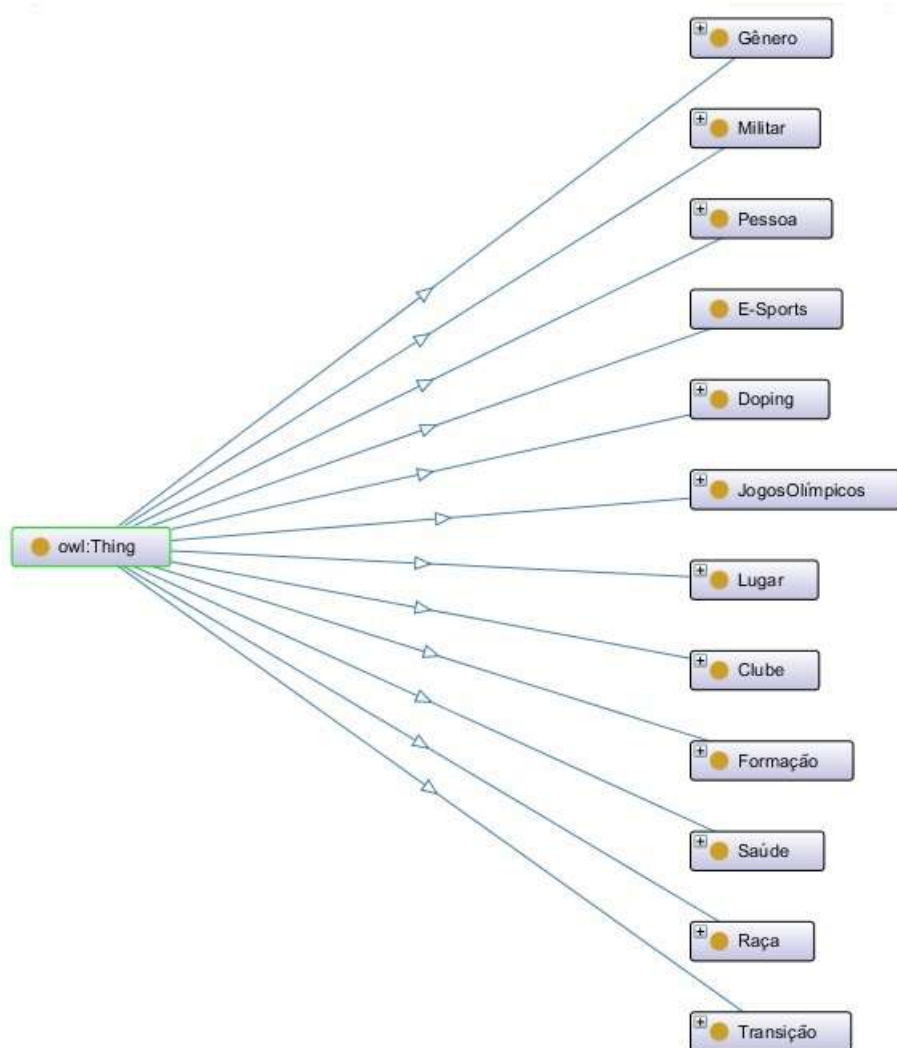 Gênero
Militar
Pessoa
E-Sports
Doping
JogosOlímpicos
owl:Thing
Lugar
Clube
Formação
Saúde
Raça
Transição